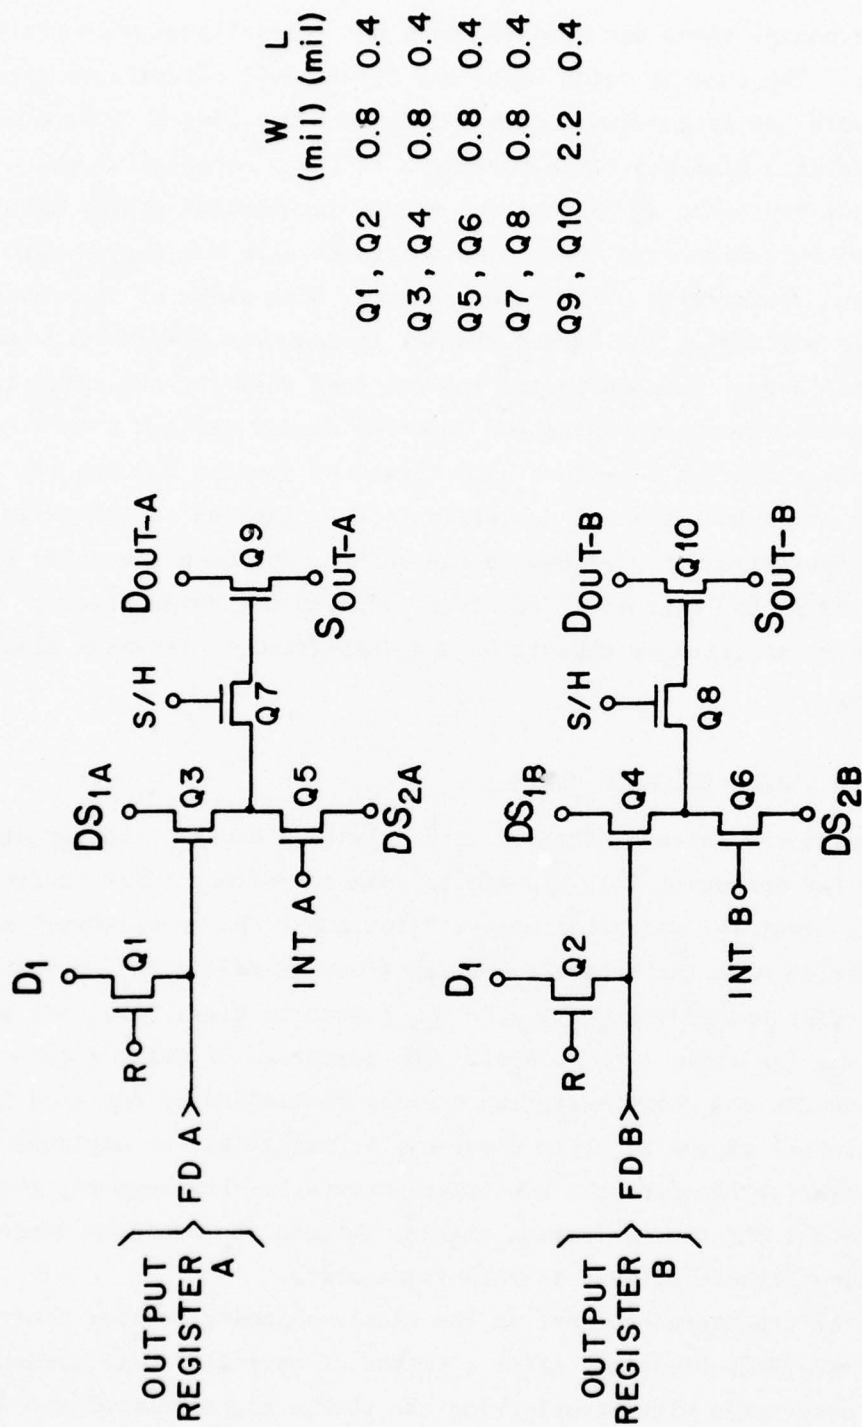 OUTPUT REGISTER A
FD A
R
D1
Q1
DS1A
Q3
INT A
Q5
DS2A
S/H
Q7
DOUT-A
Q9
SOUT-A
OUTPUT REGISTER B
FD B
R
D1
Q2
DS1B
Q4
INT B
Q6
DS2B
S/H
Q8
DOUT-B
Q10
SOUT-B
W L
(mil) (mil)
Q1, Q2 0.8 0.4
Q3, Q4 0.8 0.4
Q5, Q6 0.8 0.4
Q7, Q8 0.8 0.4
Q9, Q10 2.2 0.4